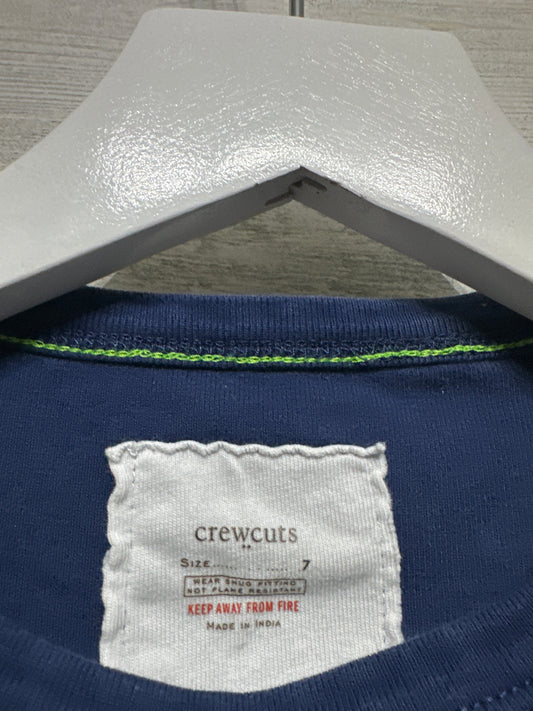 crewcuts
SIZE........... 7
WEAR SNUG FITTING
NOT FLAME RESISTANT
KEEP AWAY FROM FIRE
MADE IN INDIA